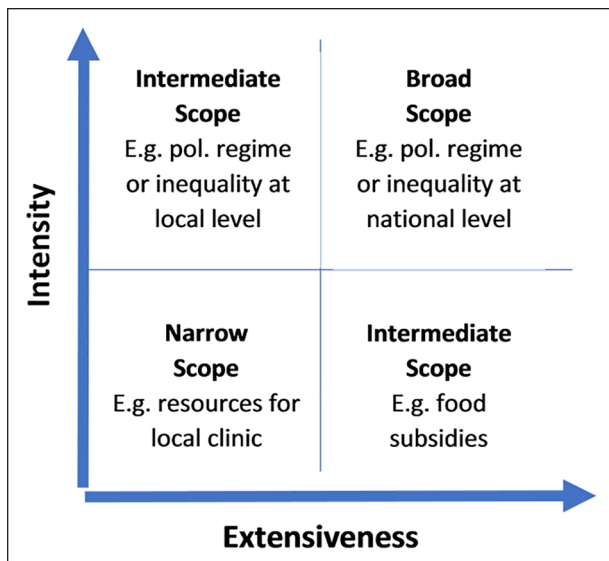 Intensity
Intermediate
Scope
E.g. pol. regime
or inequality at
local level
Broad
Scope
E.g. pol. regime
or inequality at
national level
Narrow
Scope
E.g. resources for
local clinic
Intermediate
Scope
E.g. food
subsidies
Extensiveness